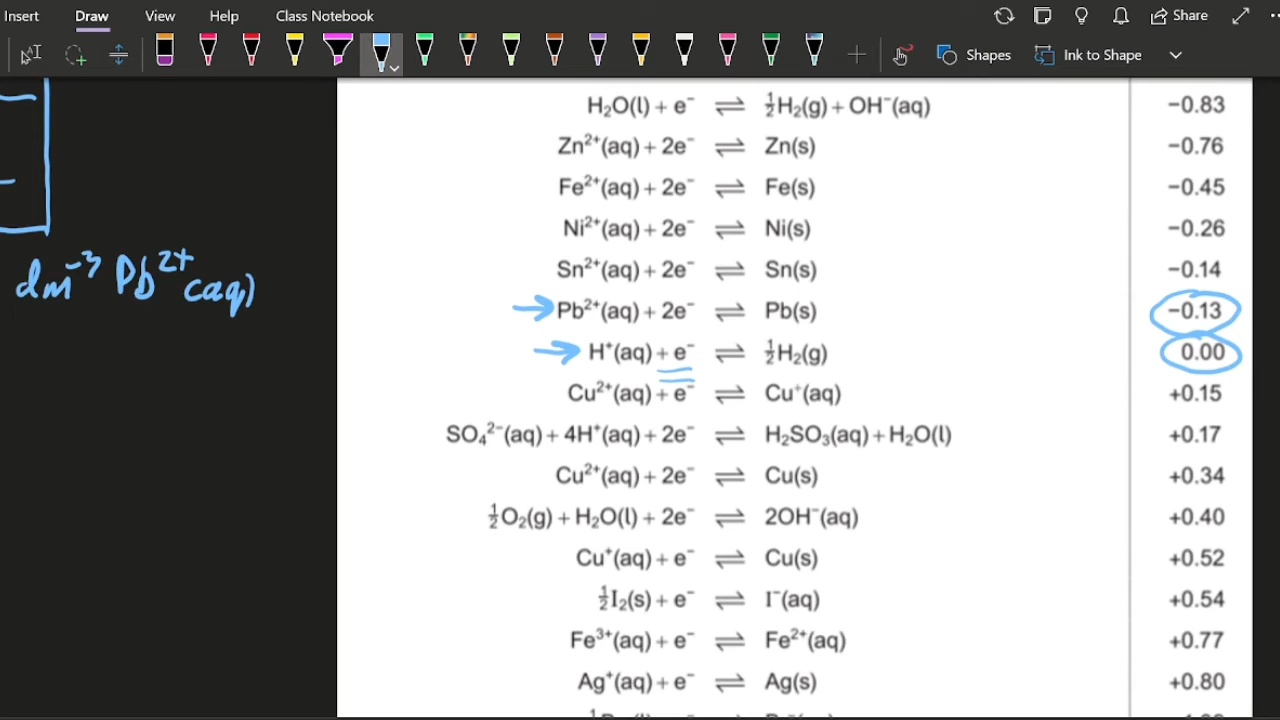 Insert Draw View Help Class Notebook Share
Shapes Ink to Shape
dm⁻³ Pb²⁺(aq)
H₂O(l) + e⁻ ⇌ ½H₂(g) + OH⁻(aq) −0.83
Zn²⁺(aq) + 2e⁻ ⇌ Zn(s) −0.76
Fe²⁺(aq) + 2e⁻ ⇌ Fe(s) −0.45
Ni²⁺(aq) + 2e⁻ ⇌ Ni(s) −0.26
Sn²⁺(aq) + 2e⁻ ⇌ Sn(s) −0.14
Pb²⁺(aq) + 2e⁻ ⇌ Pb(s) −0.13
H⁺(aq) + e⁻ ⇌ ½H₂(g) 0.00
Cu²⁺(aq) + e⁻ ⇌ Cu⁺(aq) +0.15
SO₄²⁻(aq) + 4H⁺(aq) + 2e⁻ ⇌ H₂SO₃(aq) + H₂O(l) +0.17
Cu²⁺(aq) + 2e⁻ ⇌ Cu(s) +0.34
½O₂(g) + H₂O(l) + 2e⁻ ⇌ 2OH⁻(aq) +0.40
Cu⁺(aq) + e⁻ ⇌ Cu(s) +0.52
½I₂(s) + e⁻ ⇌ I⁻(aq) +0.54
Fe³⁺(aq) + e⁻ ⇌ Fe²⁺(aq) +0.77
Ag⁺(aq) + e⁻ ⇌ Ag(s) +0.80